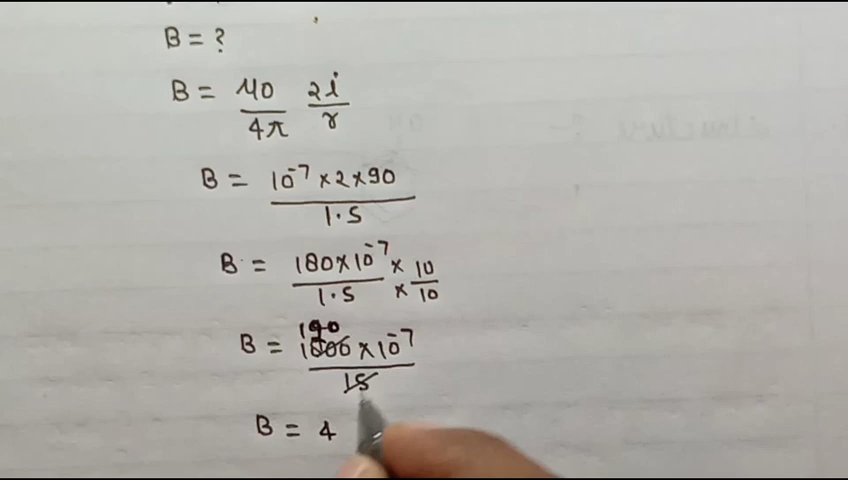 B = ?
B = μ0/4π 2i/r
B = 10⁻⁷ × 2 × 90 / 1.5
B = 180 × 10⁻⁷ / 1.5 × 10 / × 10
190
B = 1800 × 10⁻⁷ / 15
B = 4